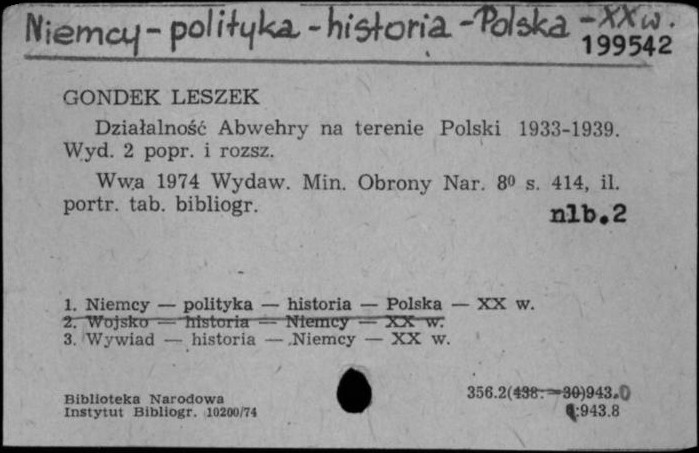 Niemcy - polityka - historia - Polska - XX w.
199542
GONDEK LESZEK
Działalność Abwehry na terenie Polski 1933-1939.
Wyd. 2 popr. i rozsz.
Wwa 1974 Wydaw. Min. Obrony Nar. 8⁰ s. 414, il.
portr. tab. bibliogr.
nlb.2
1. Niemcy — polityka — historia — Polska — XX w.
2. Wojsko — historia — Niemcy — XX w.
3. Wywiad — historia — Niemcy — XX w.
Biblioteka Narodowa
Instytut Bibliogr. 10200/74
356.2(438:—30)943.0
:943.8